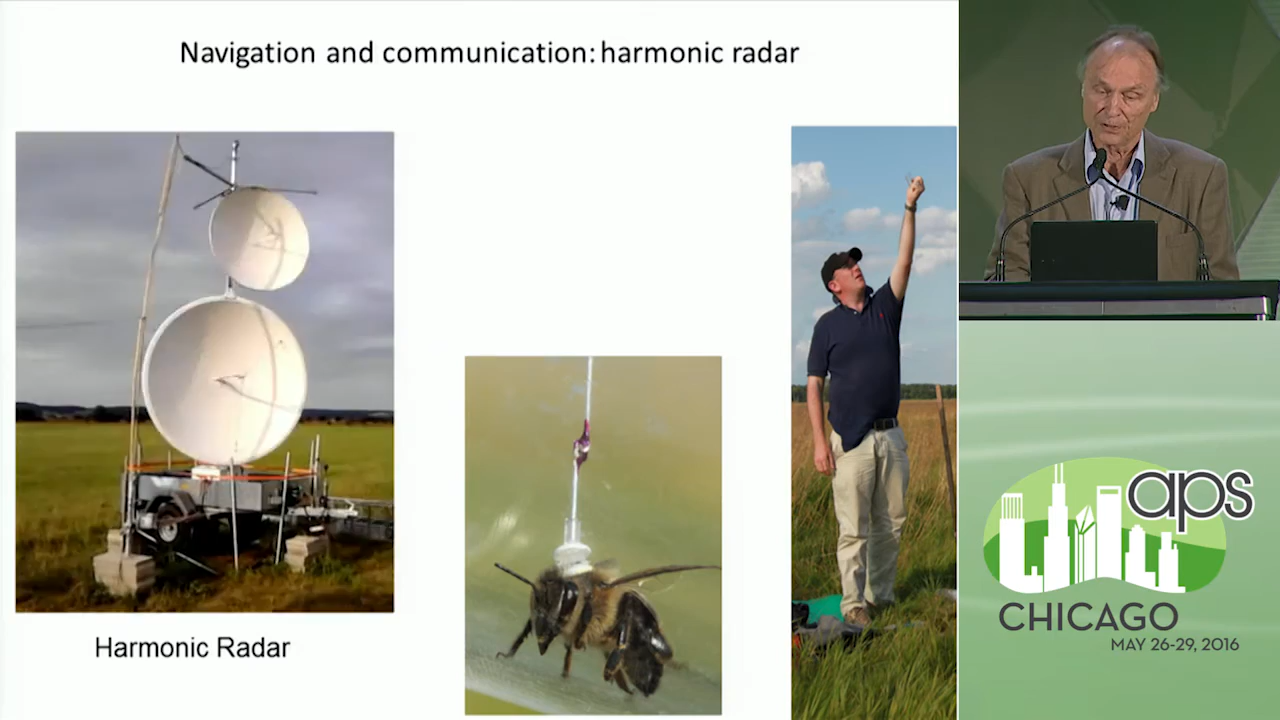 Navigation and communication: harmonic radar
Harmonic Radar
aps
CHICAGO
MAY 26-29, 2016